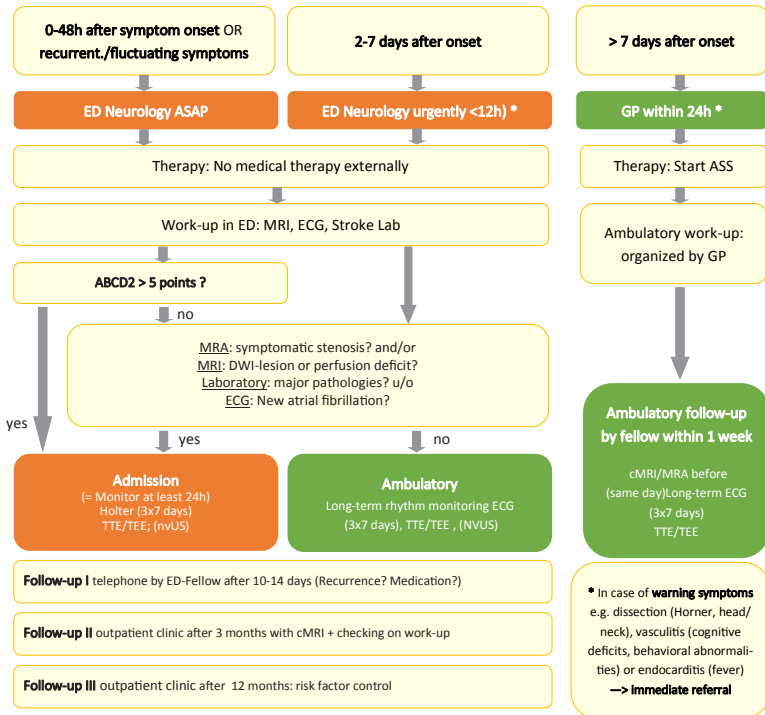 0-48h after symptom onset OR
recurrent./fluctuating symptoms
2-7 days after onset
> 7 days after onset
ED Neurology ASAP
ED Neurology urgently <12h) *
GP within 24h *
Therapy: No medical therapy externally
Therapy: Start ASS
Work-up in ED: MRI, ECG, Stroke Lab
Ambulatory work-up:
organized by GP
ABCD2 > 5 points ?
no
MRA: symptomatic stenosis? and/or
MRI: DWI-lesion or perfusion deficit?
Laboratory: major pathologies? u/o
ECG: New atrial fibrillation?
yes
yes
no
Admission
(= Monitor at least 24h)
Holter (3x7 days)
TTE/TEE; (nvUS)
Ambulatory
Long-term rhythm monitoring ECG
(3x7 days), TTE/TEE , (NVUS)
Ambulatory follow-up
by fellow within 1 week
cMRI/MRA before
(same day)Long-term ECG
(3x7 days)
TTE/TEE
Follow-up I telephone by ED-Fellow after 10-14 days (Recurrence? Medication?)
Follow-up II outpatient clinic after 3 months with cMRI + checking on work-up
Follow-up III outpatient clinic after 12 months: risk factor control
* In case of warning symptoms
e.g. dissection (Horner, head/
neck), vasculitis (cognitive
deficits, behavioral abnormali-
ties) or endocarditis (fever)
—> immediate referral